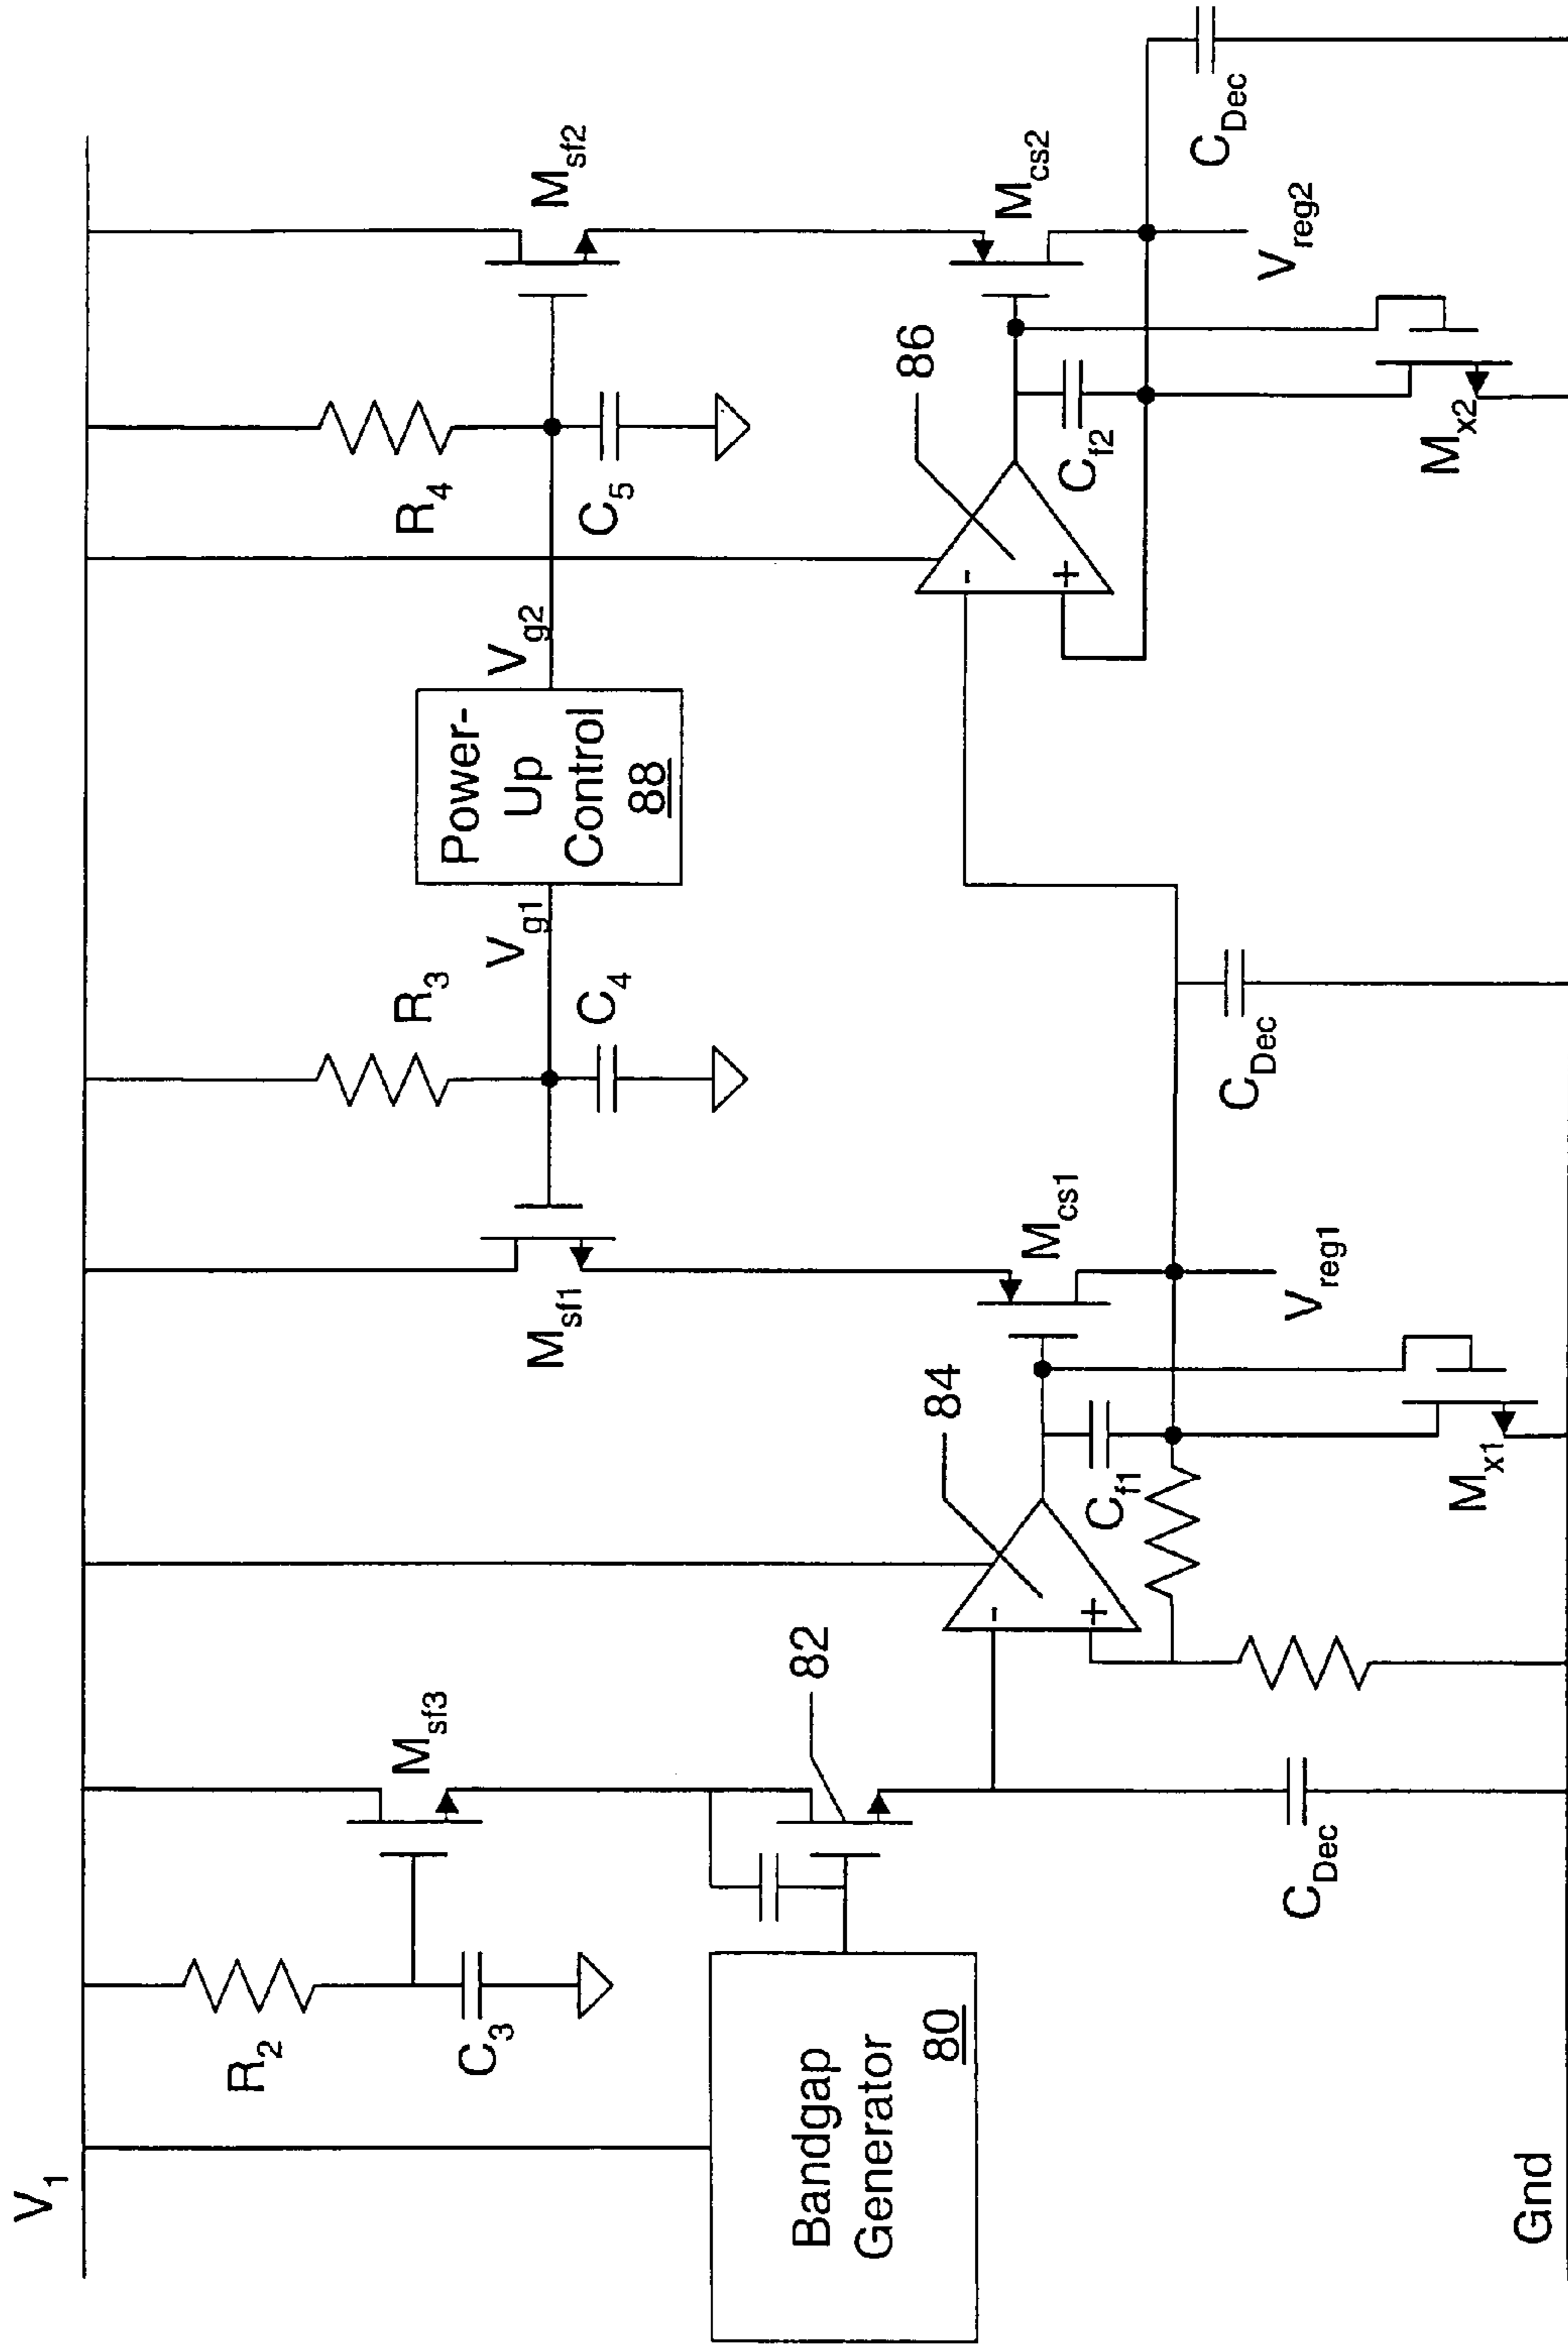 V1
R2
C3
Msf3
Bandgap
Generator
80
82
CDec
Gnd
84
-
+
Cf1
Mx1
Msf1
Mcs1
Vreg1
R3
C4
Vg1
CDec
Power-
Up
Control
88
Vg2
R4
C5
Msf2
86
-
+
Cf2
Mx2
Mcs2
Vreg2
CDec